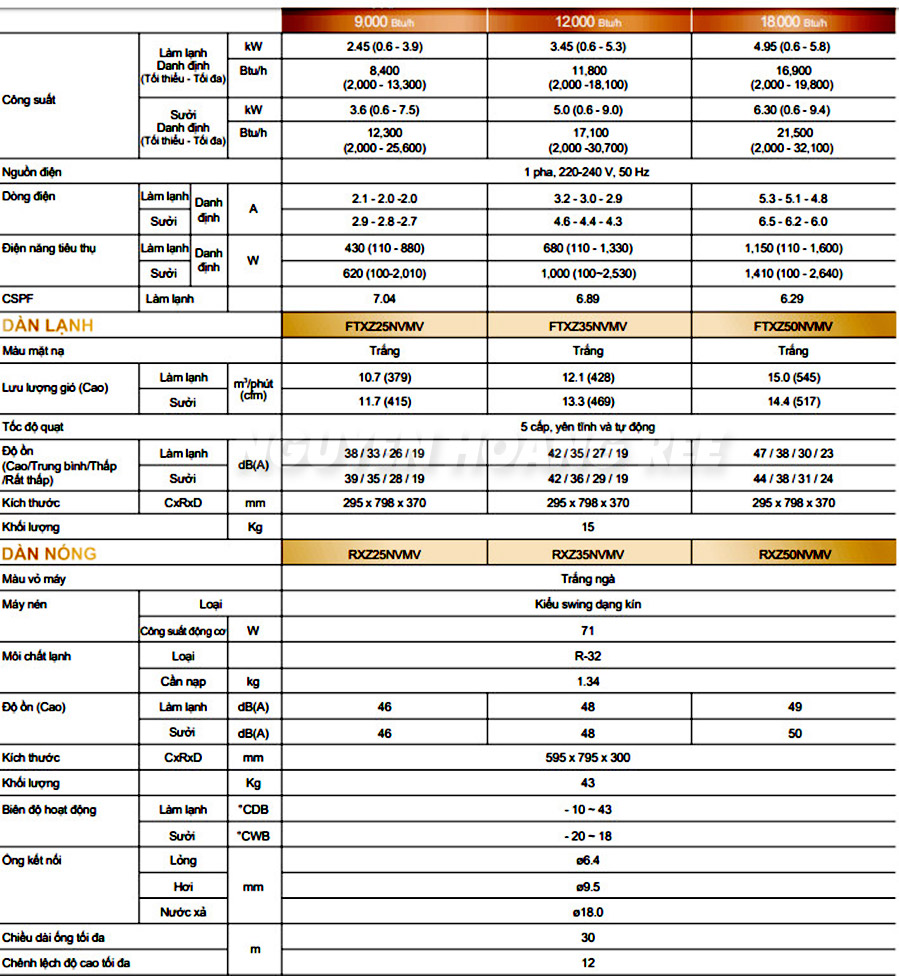 9.000 Btu/h 12.000 Btu/h 18.000 Btu/h
Công suất Làm lạnh Danh định (Tối thiểu - Tối đa) kW 2.45 (0.6 - 3.9) 3.45 (0.6 - 5.3) 4.95 (0.6 - 5.8)
Btu/h 8,400 11,800 16,900
(2,000 - 13,300) (2,000 -18,100) (2,000 - 19,800)
Sưởi Danh định (Tối thiểu - Tối đa) kW 3.6 (0.6 - 7.5) 5.0 (0.6 - 9.0) 6.30 (0.6 - 9.4)
Btu/h 12,300 17,100 21,500
(2,000 - 25,600) (2,000 -30,700) (2,000 - 32,100)
Nguồn điện 1 pha, 220-240 V, 50 Hz
Dòng điện Làm lạnh Danh định A 2.1 - 2.0 -2.0 3.2 - 3.0 - 2.9 5.3 - 5.1 - 4.8
Sưởi 2.9 - 2.8 -2.7 4.6 - 4.4 - 4.3 6.5 - 6.2 - 6.0
Điện năng tiêu thụ Làm lạnh Danh định W 430 (110 - 880) 680 (110 - 1,330) 1,150 (110 - 1,600)
Sưởi 620 (100-2,010) 1,000 (100~2,530) 1,410 (100 - 2,640)
CSPF Làm lạnh 7.04 6.89 6.29
DÀN LẠNH FTXZ25NVMV FTXZ35NVMV FTXZ50NVMV
Màu mặt nạ Trắng Trắng Trắng
Lưu lượng gió (Cao) Làm lạnh m³/phút (cfm) 10.7 (379) 12.1 (428) 15.0 (545)
Sưởi 11.7 (415) 13.3 (469) 14.4 (517)
Tốc độ quạt 5 cấp, yên tĩnh và tự động
NGUYEN HOANG REE
Độ ồn (Cao/Trung bình/Thấp /Rất thấp) Làm lạnh dB(A) 38 / 33 / 26 / 19 42 / 35 / 27 / 19 47 / 38 / 30 / 23
Sưởi 39 / 35 / 28 / 19 42 / 36 / 29 / 19 44 / 38 / 31 / 24
Kích thước CxRxD mm 295 x 798 x 370 295 x 798 x 370 295 x 798 x 370
Khối lượng Kg 15
DÀN NÓNG RXZ25NVMV RXZ35NVMV RXZ50NVMV
Màu vỏ máy Trắng ngà
Máy nén Loại Kiểu swing dạng kín
Công suất động cơ W 71
Môi chất lạnh Loại R-32
Cần nạp kg 1.34
Độ ồn (Cao) Làm lạnh dB(A) 46 48 49
Sưởi dB(A) 46 48 50
Kích thước CxRxD mm 595 x 795 x 300
Khối lượng Kg 43
Biên độ hoạt động Làm lạnh °CDB - 10 ~ 43
Sưởi °CWB - 20 ~ 18
Ống kết nối Lỏng mm ø6.4
Hơi ø9.5
Nước xả ø18.0
Chiều dài ống tối đa m 30
Chênh lệch độ cao tối đa 12